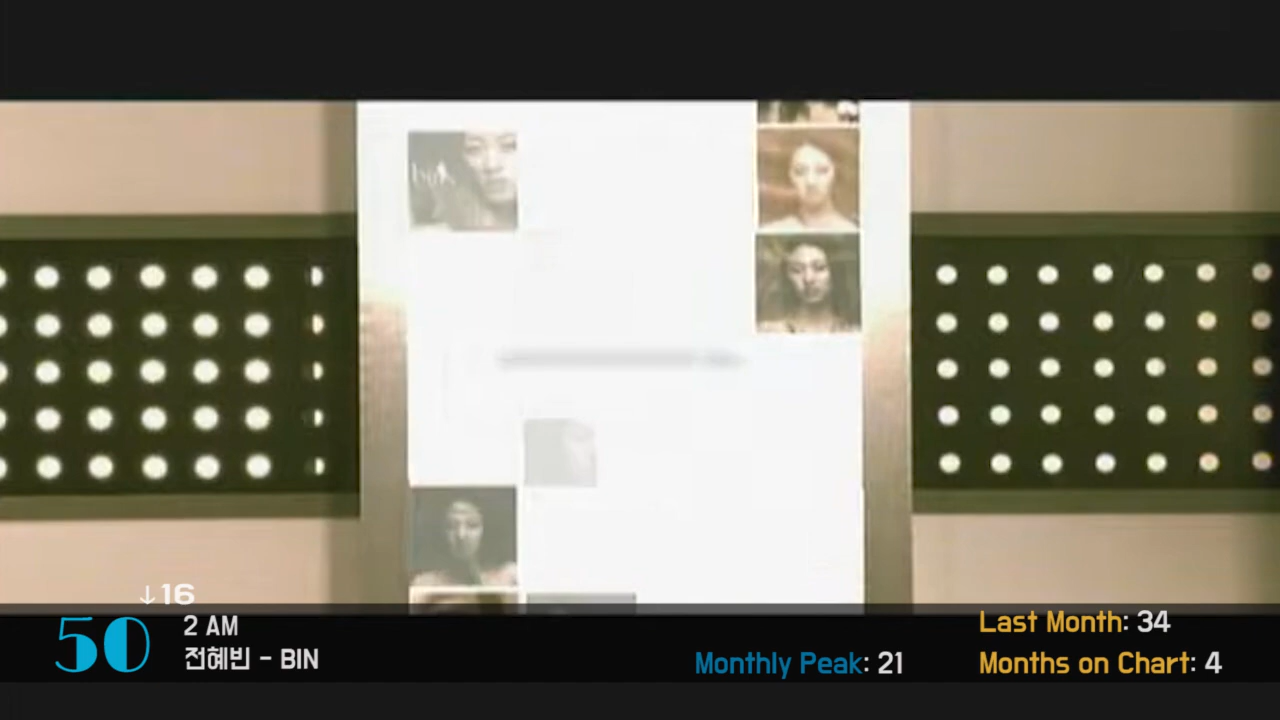 ↓16
50
2 AM
전혜빈 - BIN
Monthly Peak: 21
Last Month: 34
Months on Chart: 4